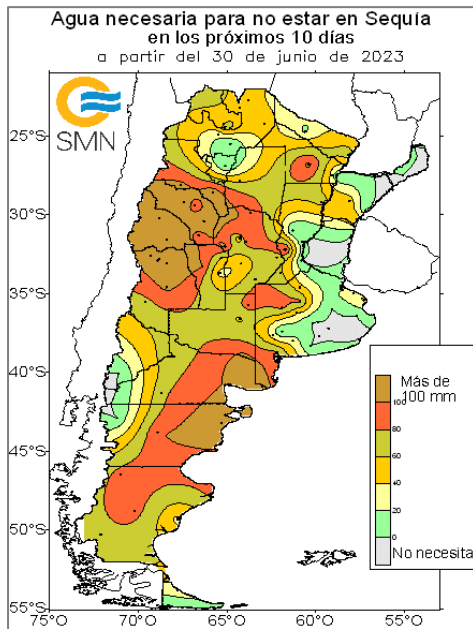 Agua necesaria para no estar en Sequía
en los próximos 10 días
a partir del 30 de junio de 2023
SMN
25°S
30°S
35°S
40°S
45°S
50°S
55°S
75°O
70°O
65°O
60°O
55°O
Más de
100 mm
100
80
60
40
20
0
No necesita